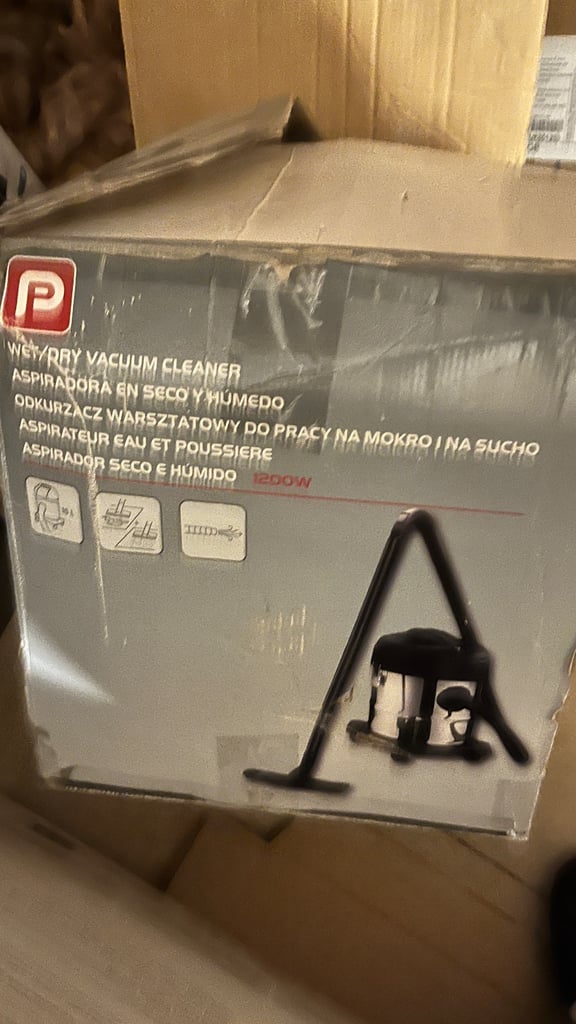 P
WET/DRY VACUUM CLEANER
ASPIRADORA EN SECO Y HÚMEDO
ODKURZACZ WARSZTATOWY DO PRACY NA MOKRO I NA SUCHO
ASPIRATEUR EAU ET POUSSIERE
ASPIRADOR SECO E HÚMIDO 1200W